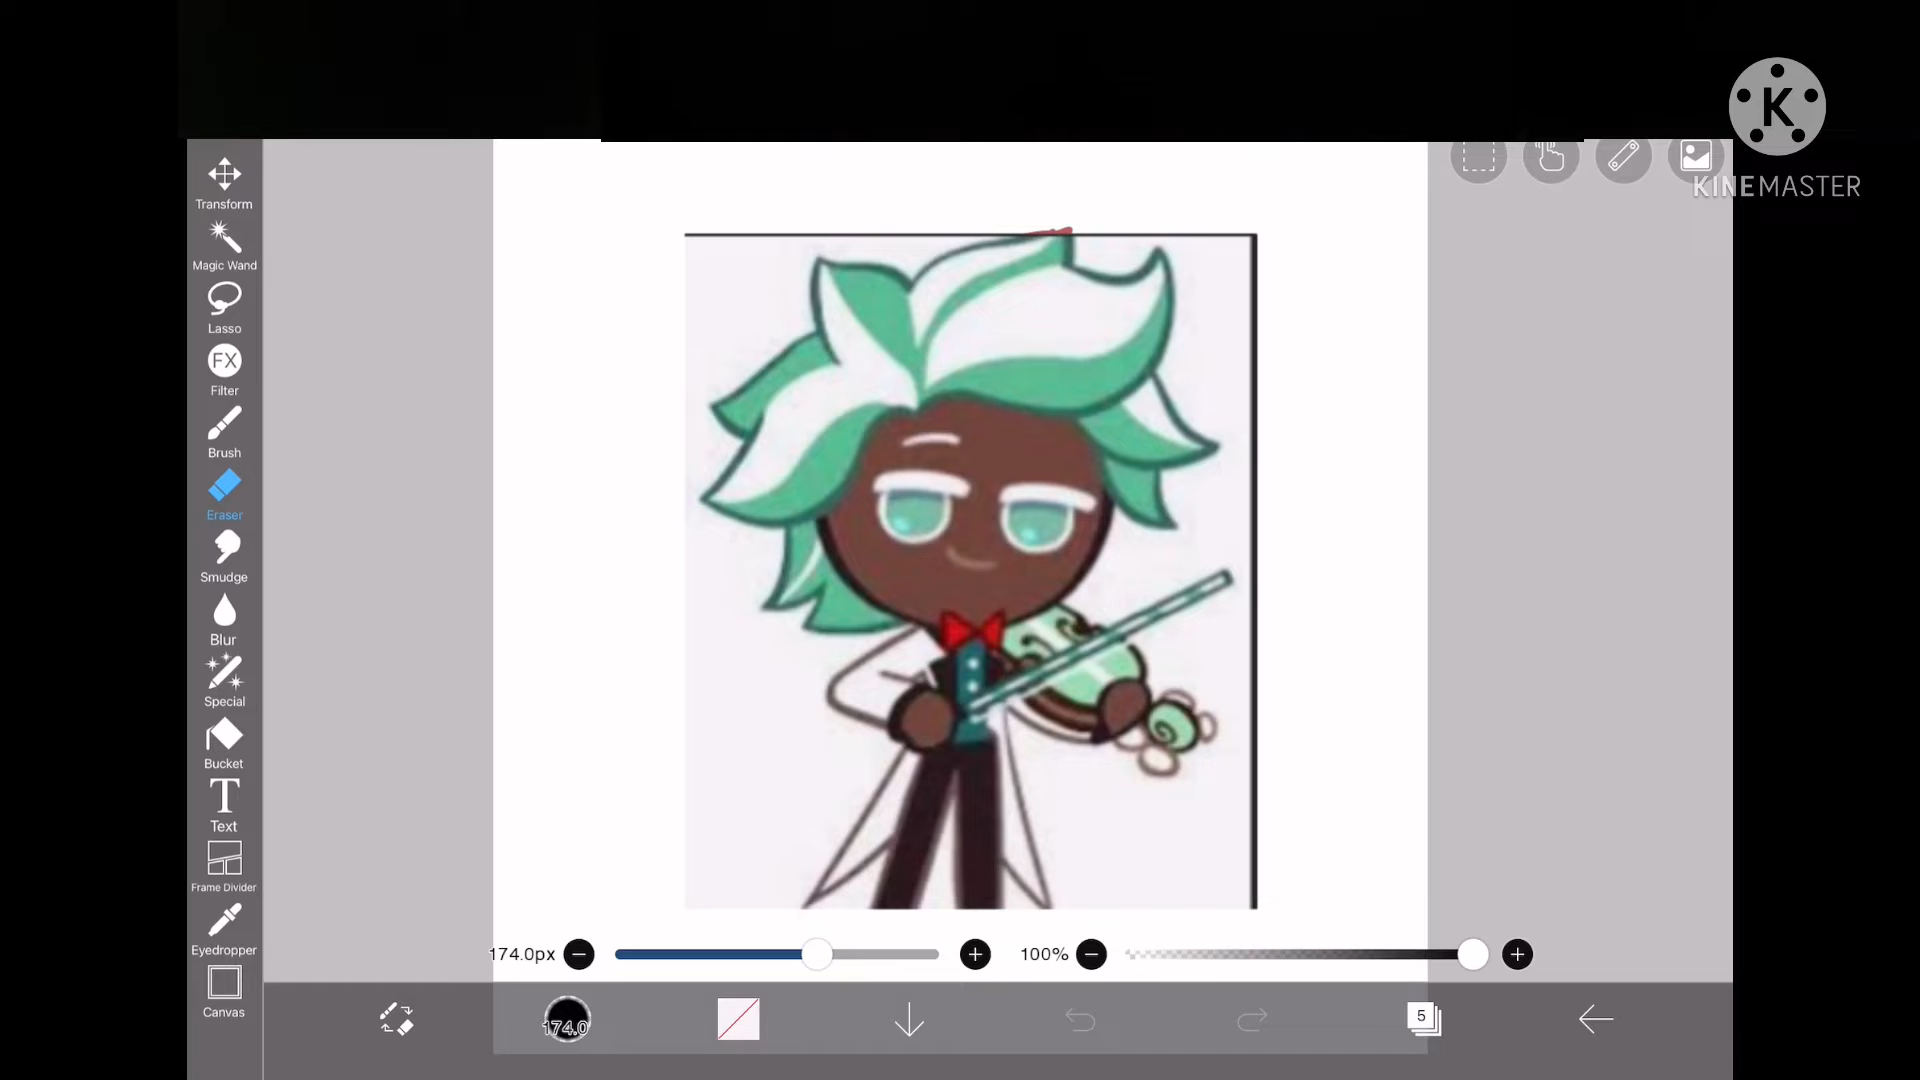 K
KINEMASTER
Transform
Magic Wand
Lasso
FX
Filter
Brush
Eraser
Smudge
Blur
Special
Bucket
T
Text
Frame Divider
Eyedropper
Canvas
174.0px
100%
174.0
5